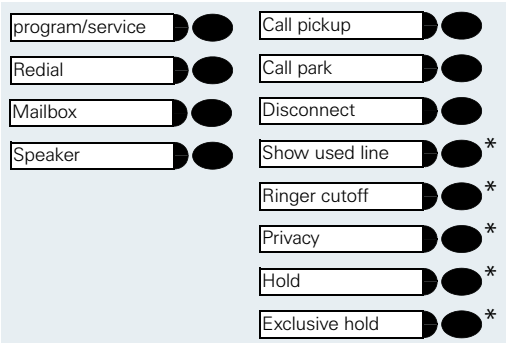 program/service
Redial
Mailbox
Speaker
Call pickup
Call park
Disconnect
Show used line *
Ringer cutoff *
Privacy *
Hold *
Exclusive hold *